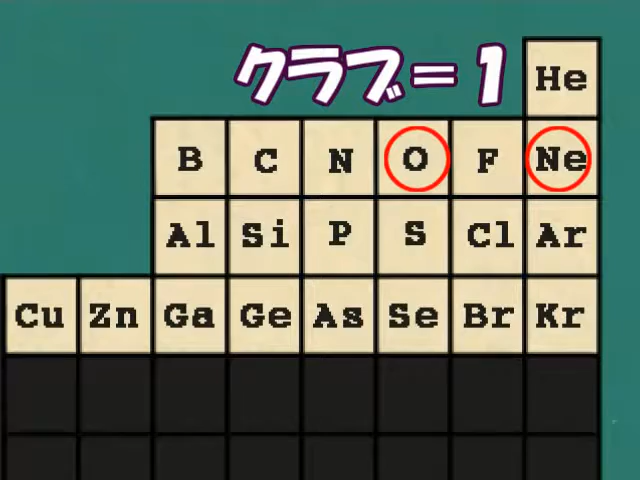 クラブ=1
He
B C N O F Ne
Al Si P S Cl Ar
Cu Zn Ga Ge As Se Br Kr